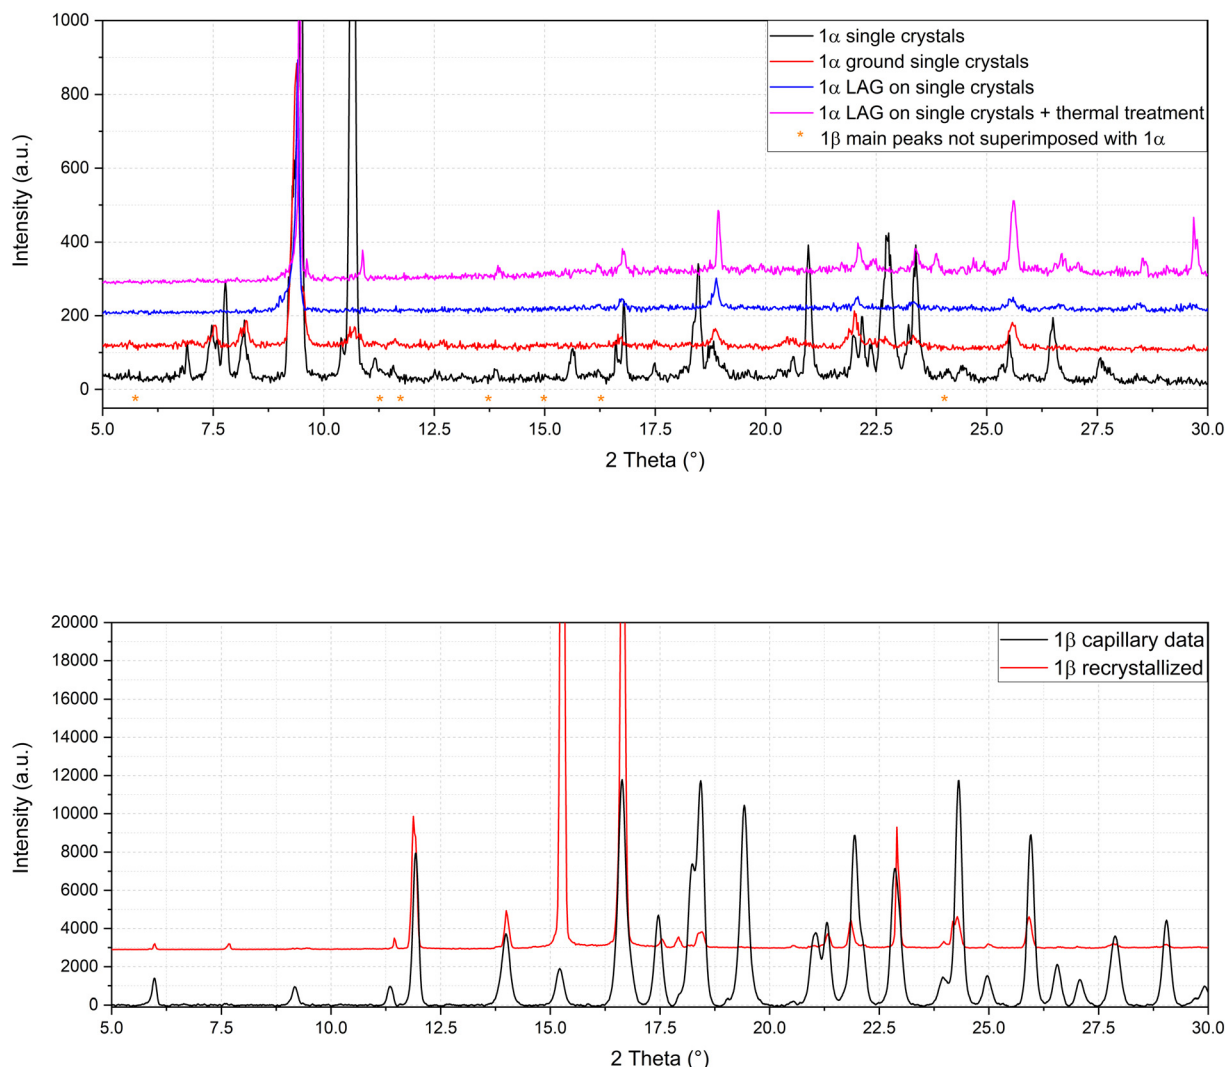 1000
800
600
400
200
0
Intensity (a.u.)
1α single crystals
1α ground single crystals
1α LAG on single crystals
1α LAG on single crystals + thermal treatment
* 1β main peaks not superimposed with 1α
* * * * * * *
5.0 7.5 10.0 12.5 15.0 17.5 20.0 22.5 25.0 27.5 30.0
2 Theta (°)
20000
18000
16000
14000
12000
10000
8000
6000
4000
2000
0
Intensity (a.u.)
1β capillary data
1β recrystallized
5.0 7.5 10.0 12.5 15.0 17.5 20.0 22.5 25.0 27.5 30.0
2 Theta (°)